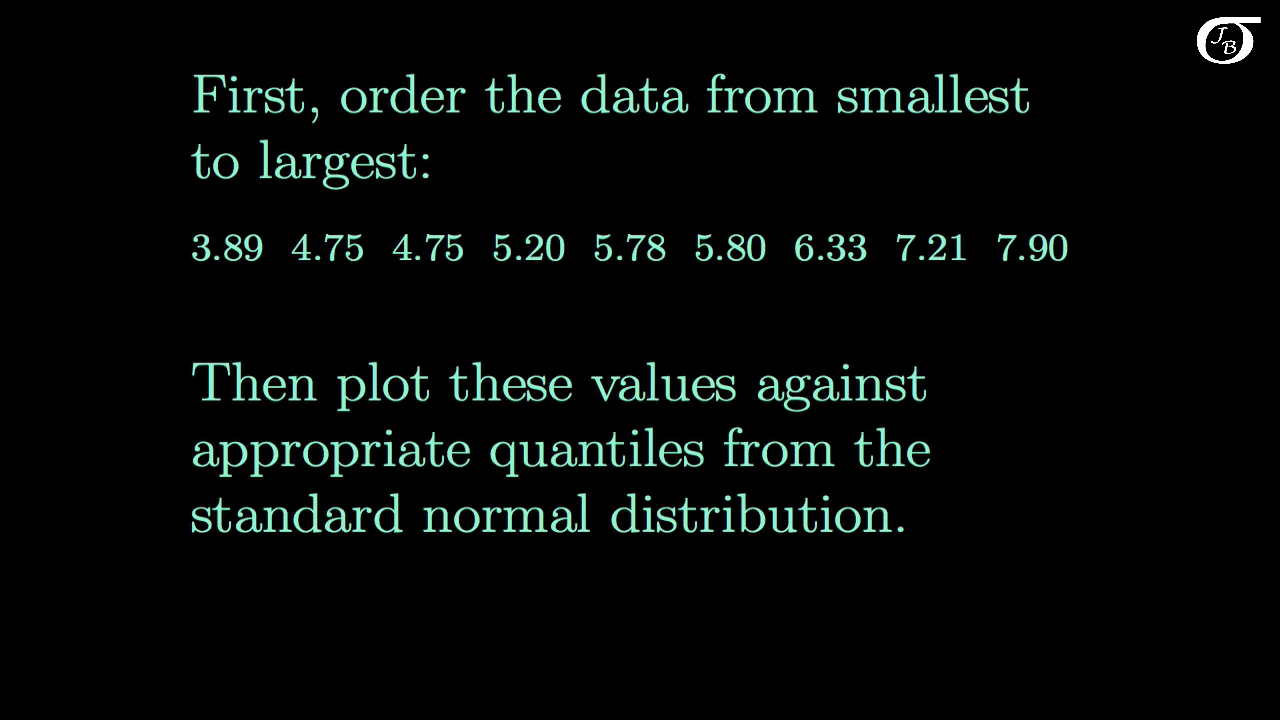 First, order the data from smallest
to largest:
3.89 4.75 4.75 5.20 5.78 5.80 6.33 7.21 7.90
Then plot these values against
appropriate quantiles from the
standard normal distribution.
JB